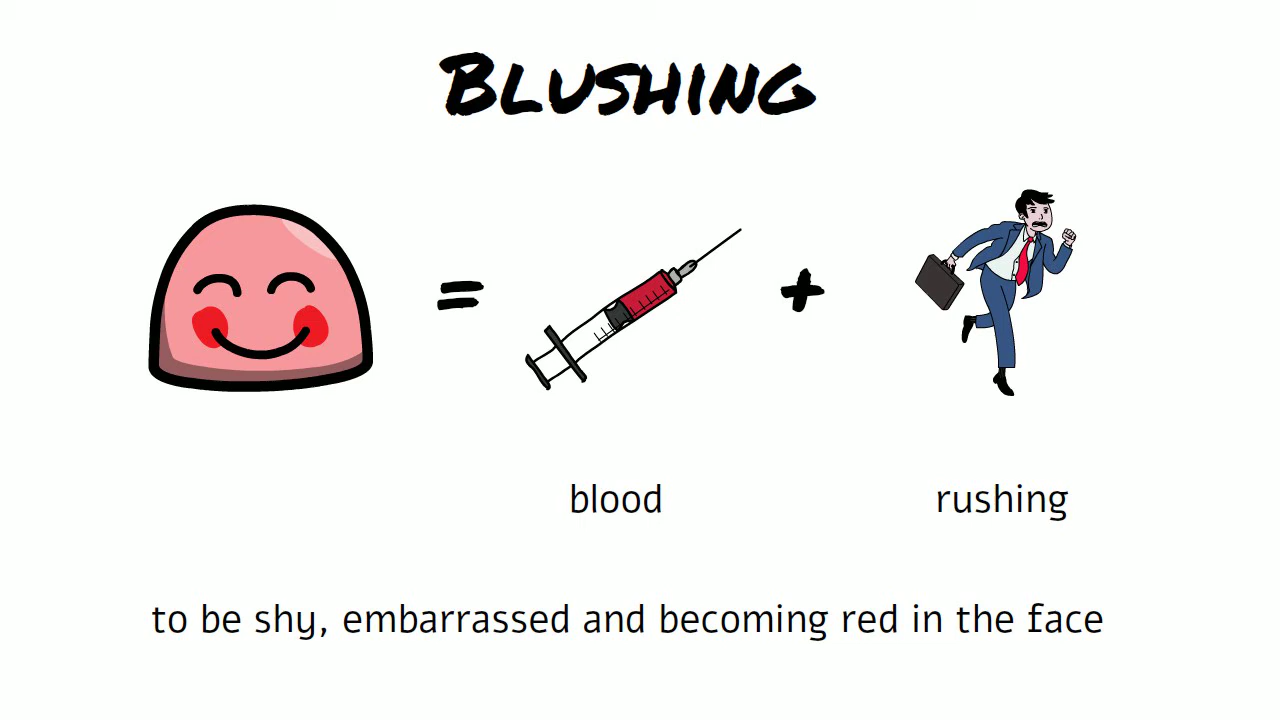 BLUSHING
= +
blood rushing
to be shy, embarrassed and becoming red in the face